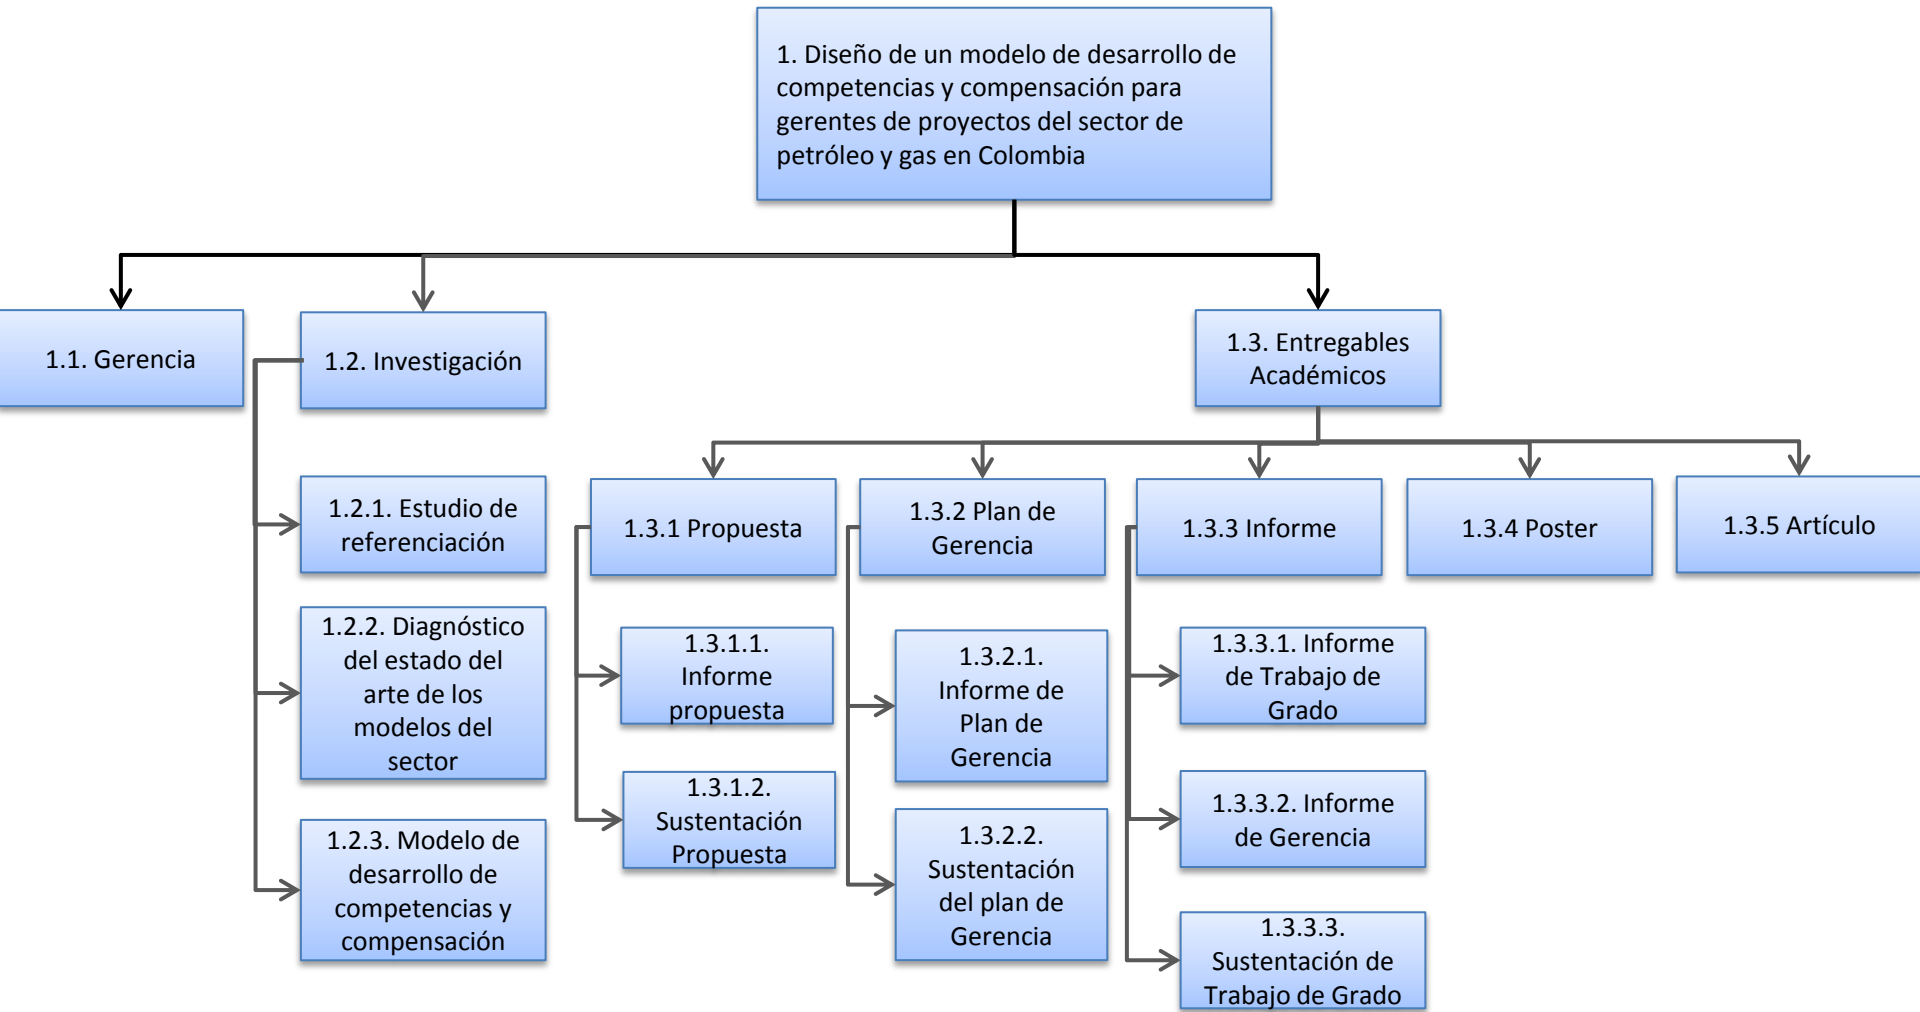 1. Diseño de un modelo de desarrollo de
competencias y compensación para
gerentes de proyectos del sector de
petróleo y gas en Colombia
1.1. Gerencia
1.2. Investigación
1.3. Entregables
Académicos
1.2.1. Estudio de
referenciación
1.2.2. Diagnóstico
del estado del
arte de los
modelos del
sector
1.2.3. Modelo de
desarrollo de
competencias y
compensación
1.3.1 Propuesta
1.3.1.1.
Informe
propuesta
1.3.1.2.
Sustentación
Propuesta
1.3.2 Plan de
Gerencia
1.3.2.1.
Informe de
Plan de
Gerencia
1.3.2.2.
Sustentación
del plan de
Gerencia
1.3.3 Informe
1.3.3.1. Informe
de Trabajo de
Grado
1.3.3.2. Informe
de Gerencia
1.3.3.3.
Sustentación de
Trabajo de Grado
1.3.4 Poster
1.3.5 Artículo